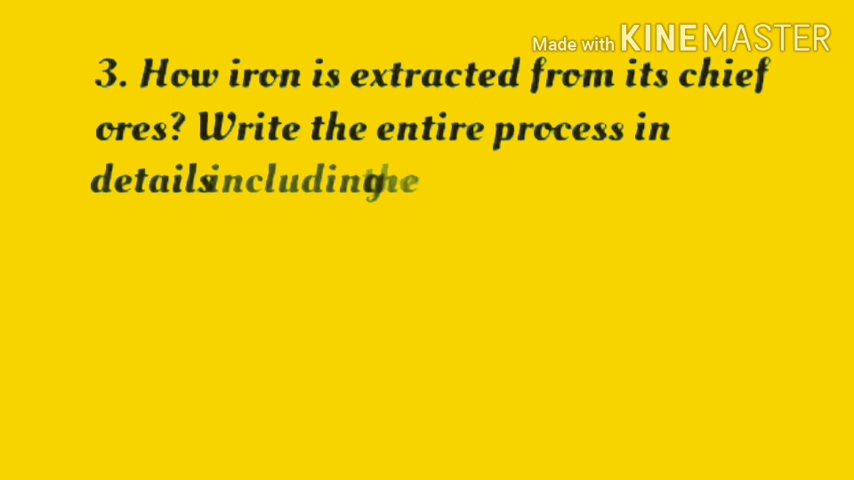 Made with KINEMASTER
3. How iron is extracted from its chief
ores? Write the entire process in
details including the